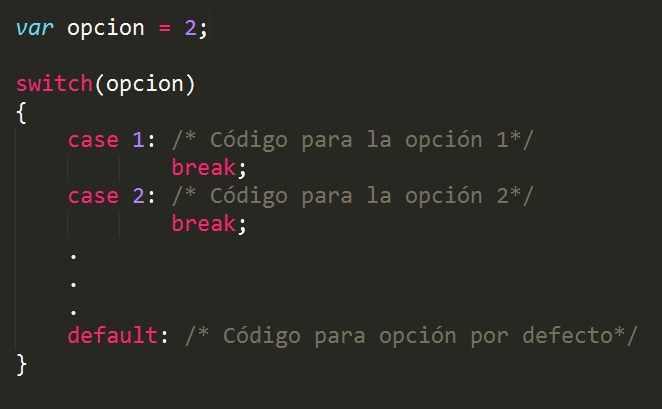 var opcion = 2;
switch(opcion)
{
case 1: /* Código para la opción 1*/
break;
case 2: /* Código para la opción 2*/
break;
.
.
.
default: /* Código para opción por defecto*/
}